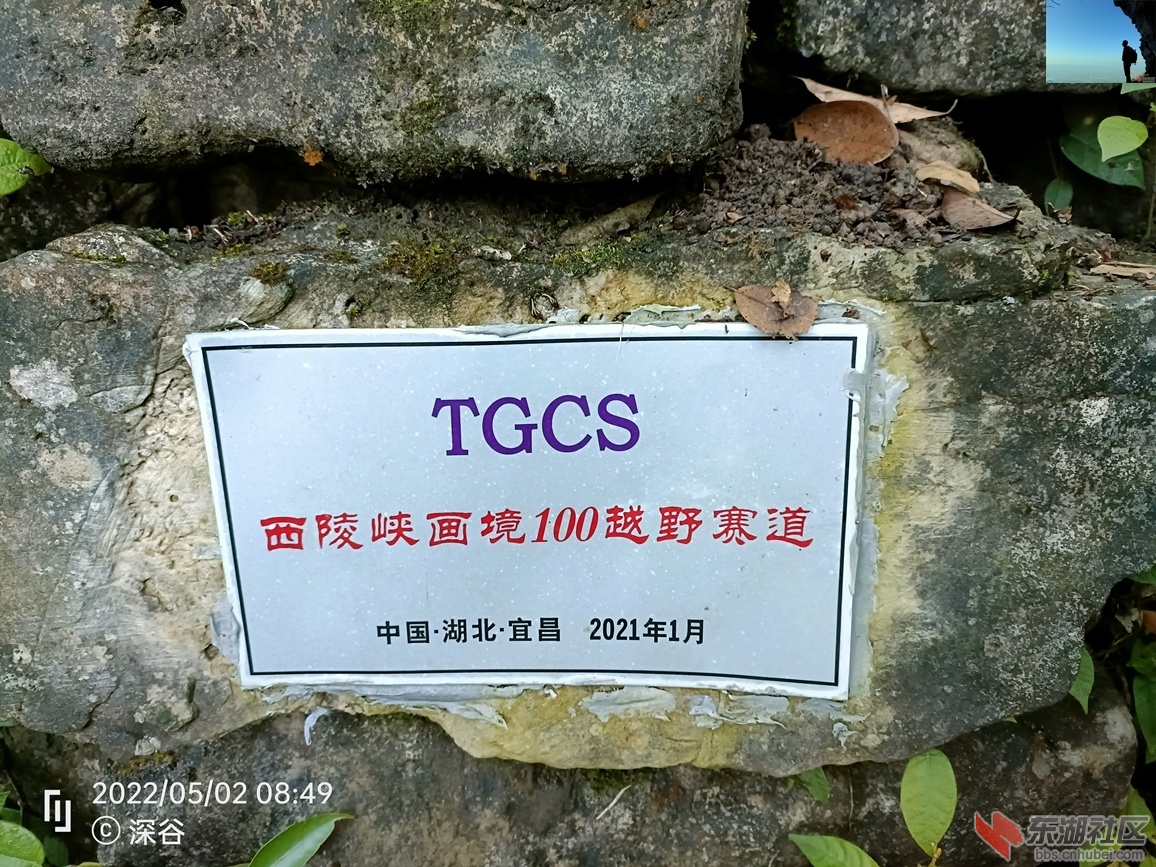 TGCS
西陵峡画境100越野赛道
中国·湖北·宜昌 2021年1月
2022/05/02 08:49
© 深谷
东湖社区
bbs.cnhubei.com